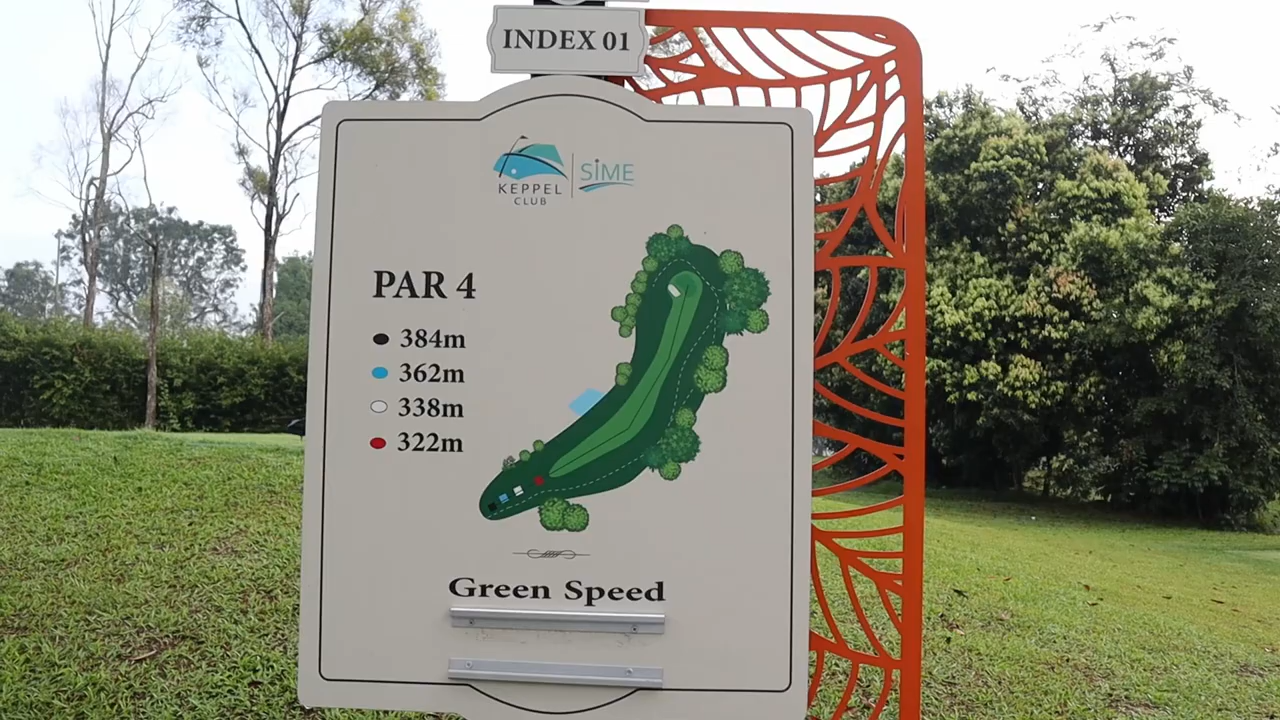 INDEX 01
KEPPEL
CLUB
SIME
PAR 4
384m
362m
338m
322m
Green Speed